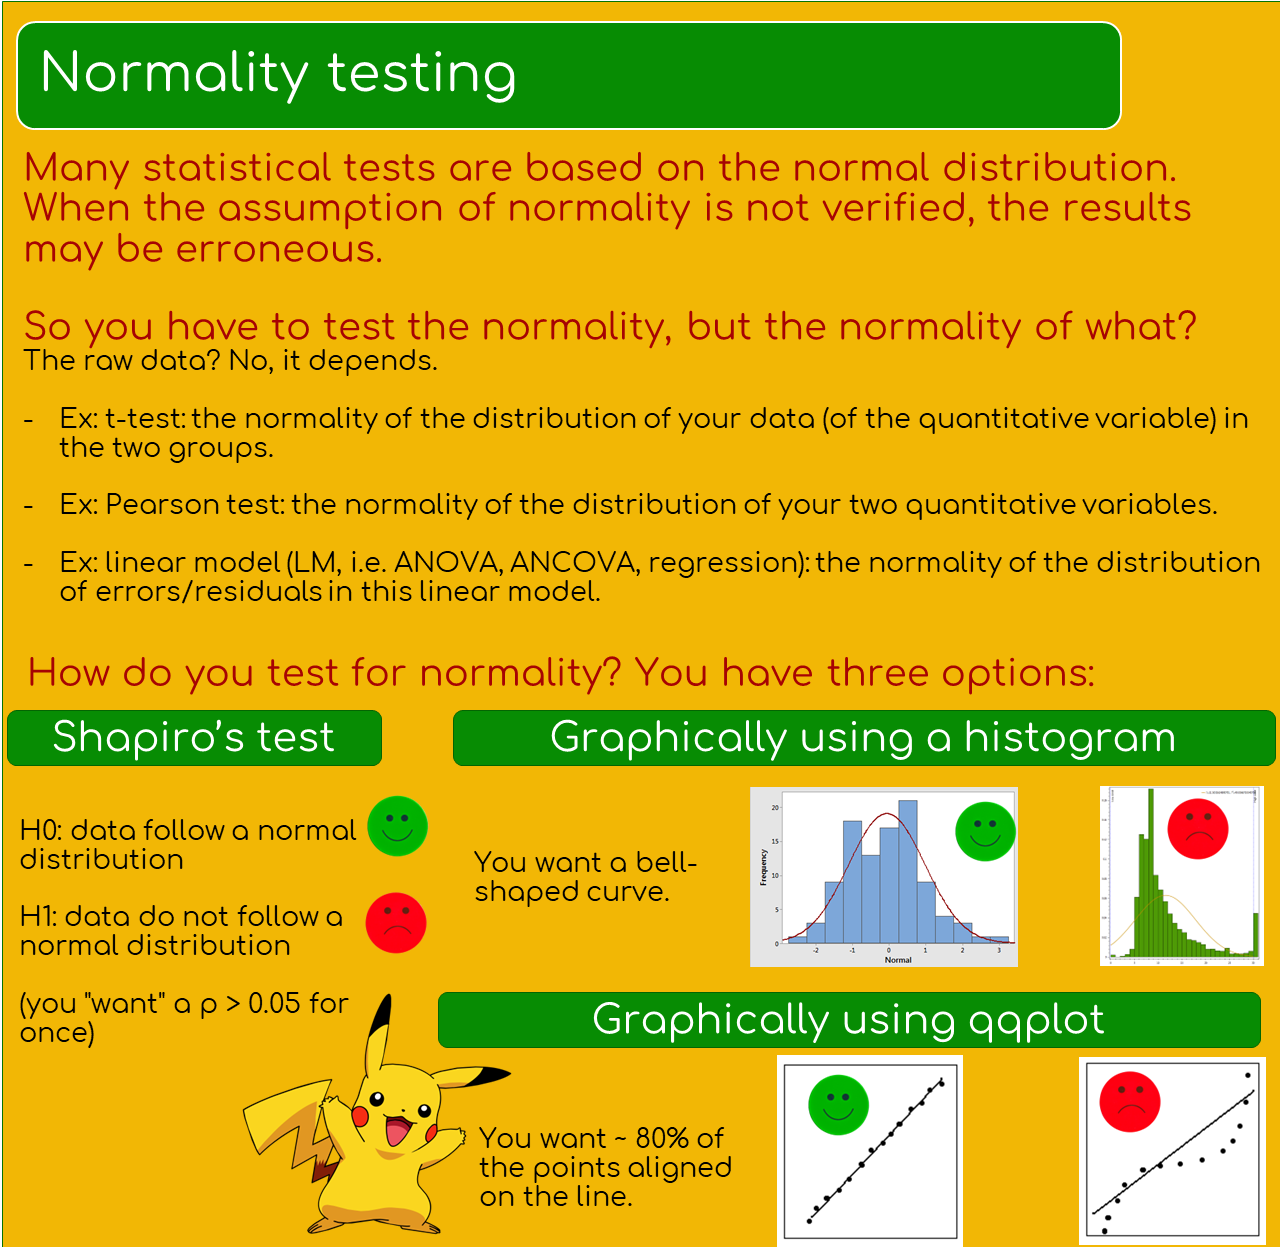 Normality testing
Many statistical tests are based on the normal distribution.
When the assumption of normality is not verified, the results
may be erroneous.
So you have to test the normality, but the normality of what?
The raw data? No, it depends.
- Ex: t-test: the normality of the distribution of your data (of the quantitative variable) in
the two groups.
- Ex: Pearson test: the normality of the distribution of your two quantitative variables.
- Ex: linear model (LM, i.e. ANOVA, ANCOVA, regression): the normality of the distribution
of errors/residuals in this linear model.
How do you test for normality? You have three options:
Shapiro's test
H0: data follow a normal
distribution
H1: data do not follow a
normal distribution
(you "want" a p > 0.05 for
once)
Graphically using a histogram
You want a bell-
shaped curve.
Frequency
20
15
10
5
0
-2 -1 0 1 2 3
Normal
Graphically using qqplot
You want ~ 80% of
the points aligned
on the line.